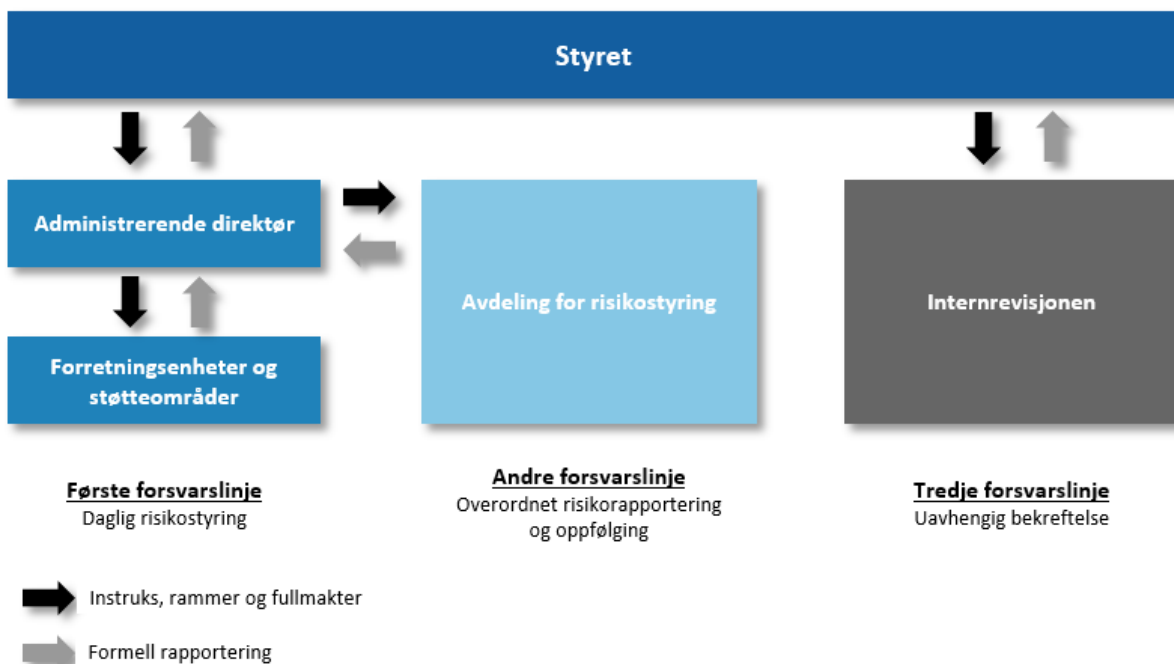 Styret
Administrerende direktør
Forretningsenheter og
støtteområder
Avdeling for risikostyring
Internrevisjonen
Første forsvarslinje
Daglig risikostyring
Andre forsvarslinje
Overordnet risikorapportering
og oppfølging
Tredje forsvarslinje
Uavhengig bekreftelse
Instruks, rammer og fullmakter
Formell rapportering